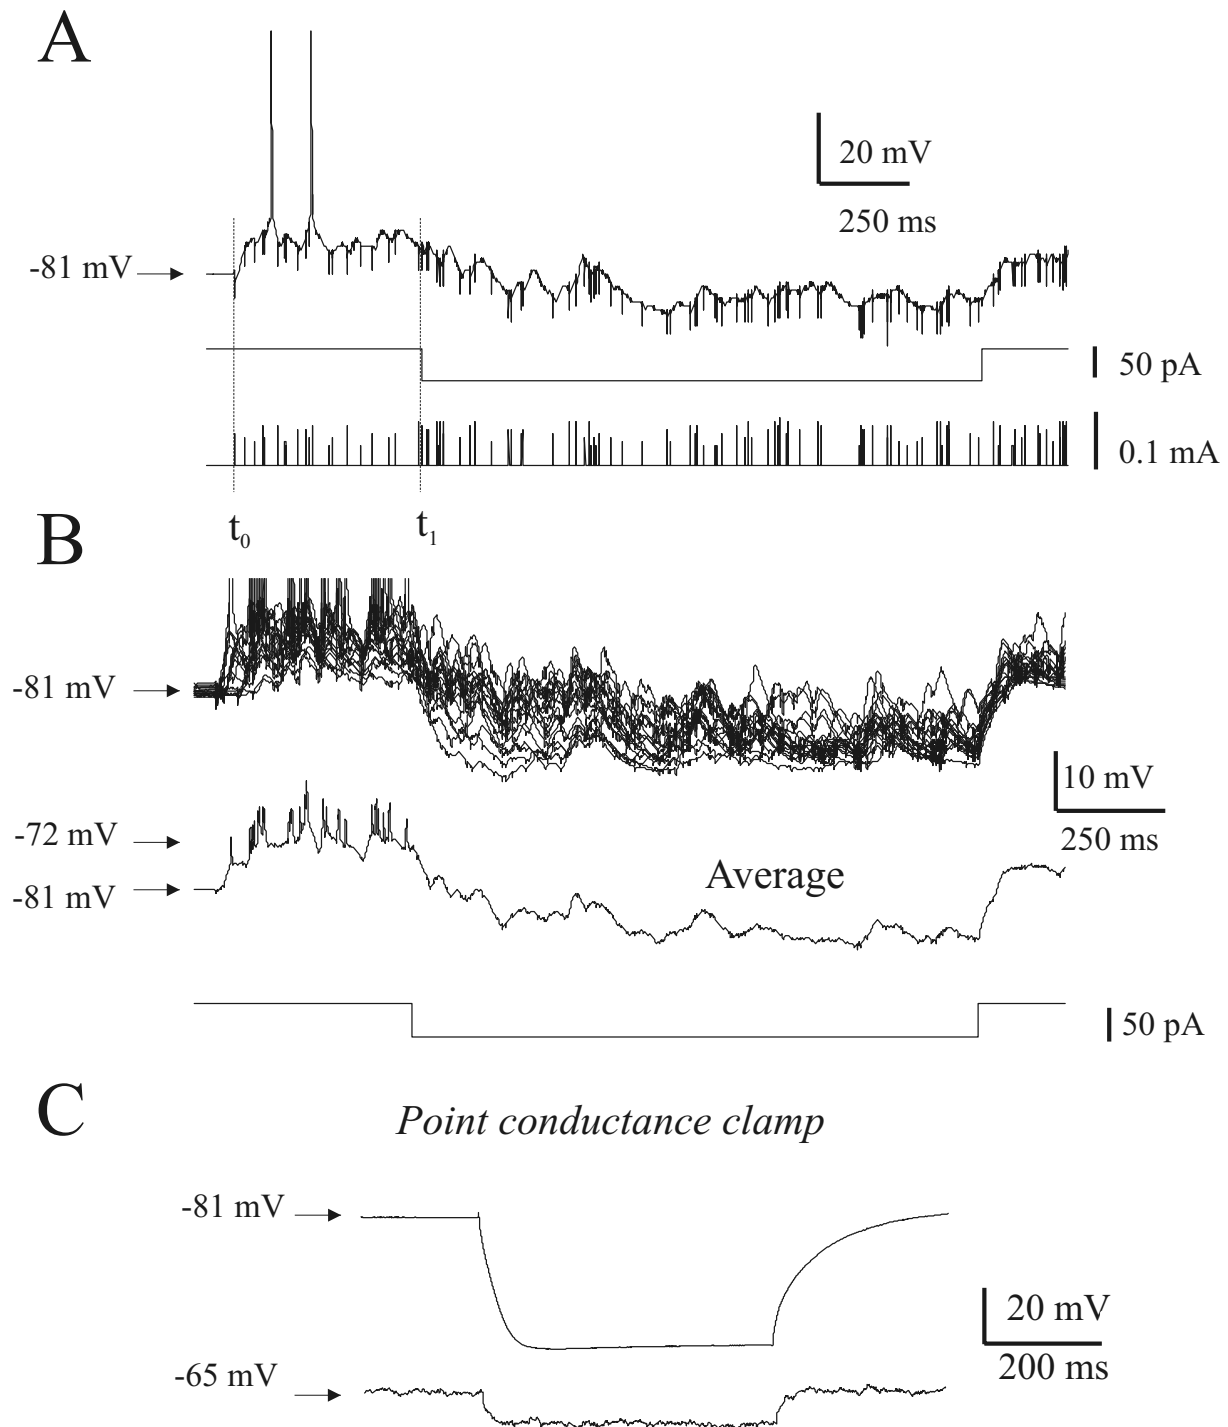 A
20 mV
250 ms
-81 mV
50 pA
0.1 mA
t0
t1
B
-81 mV
10 mV
250 ms
-72 mV
-81 mV
Average
50 pA
C
Point conductance clamp
-81 mV
20 mV
200 ms
-65 mV